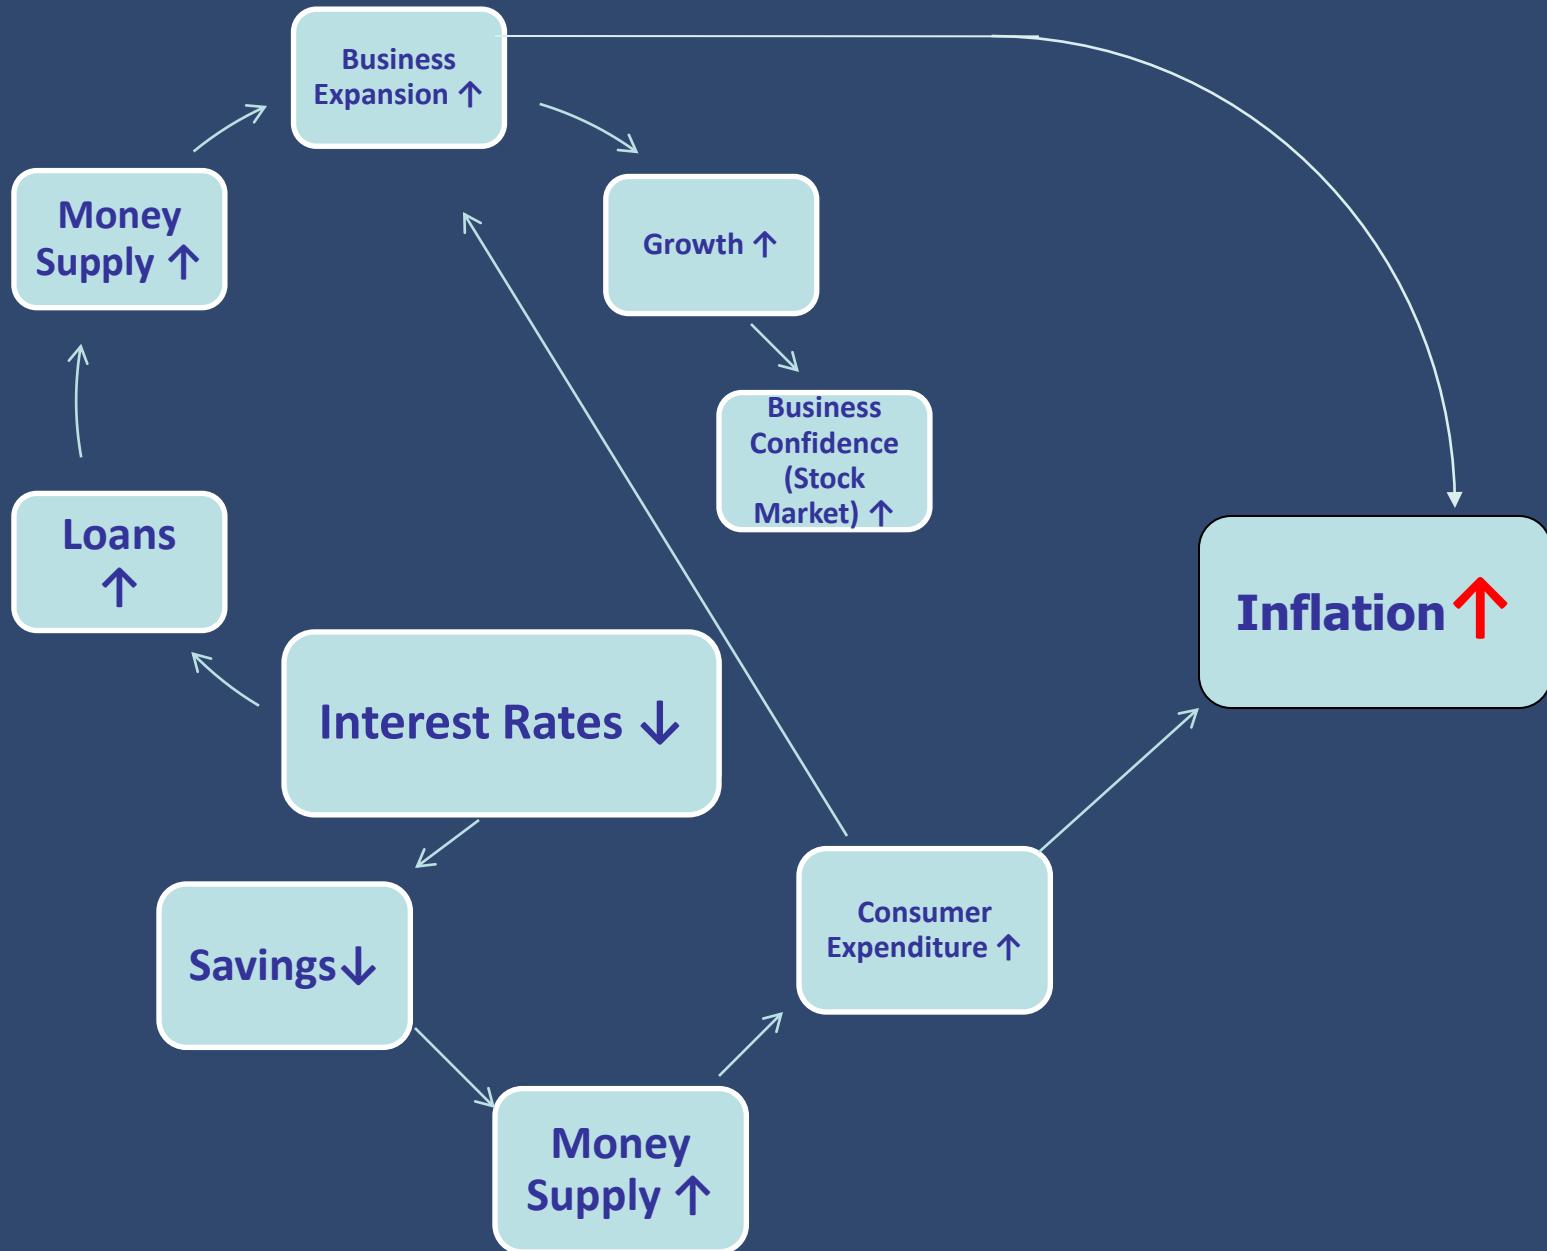 Business
Expansion ↑
Money
Supply ↑
Growth ↑
Business
Confidence
(Stock
Market) ↑
Loans
↑
Inflation ↑
Interest Rates ↓
Consumer
Expenditure ↑
Savings ↓
Money
Supply ↑